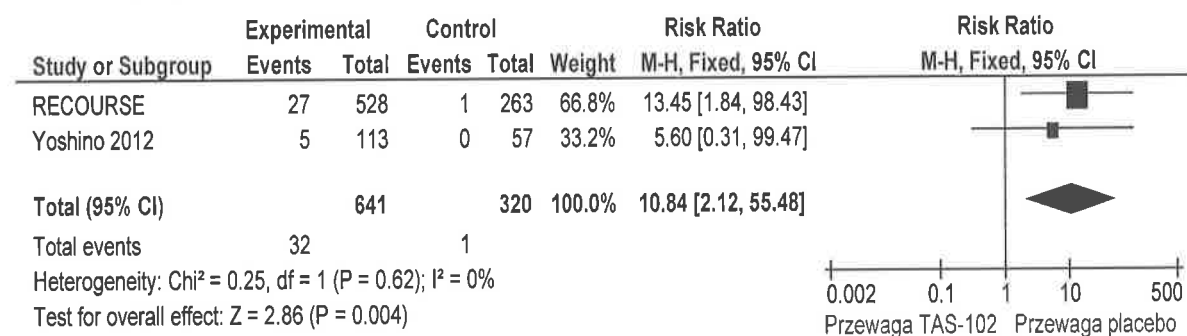 Experimental Control Risk Ratio Risk Ratio
Study or Subgroup Events Total Events Total Weight M-H, Fixed, 95% CI M-H, Fixed, 95% CI
RECOURSE 27 528 1 263 66.8% 13.45 [1.84, 98.43]
Yoshino 2012 5 113 0 57 33.2% 5.60 [0.31, 99.47]
Total (95% CI) 641 320 100.0% 10.84 [2.12, 55.48]
Total events 32 1
Heterogeneity: Chi² = 0.25, df = 1 (P = 0.62); I² = 0%
Test for overall effect: Z = 2.86 (P = 0.004)
0.002 0.1 1 10 500
Przewaga TAS-102 Przewaga placebo